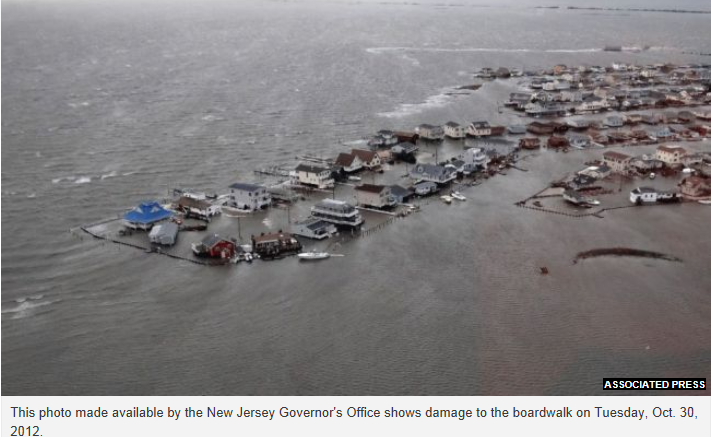 ASSOCIATED PRESS
This photo made available by the New Jersey Governor's Office shows damage to the boardwalk on Tuesday, Oct. 30,
2012.